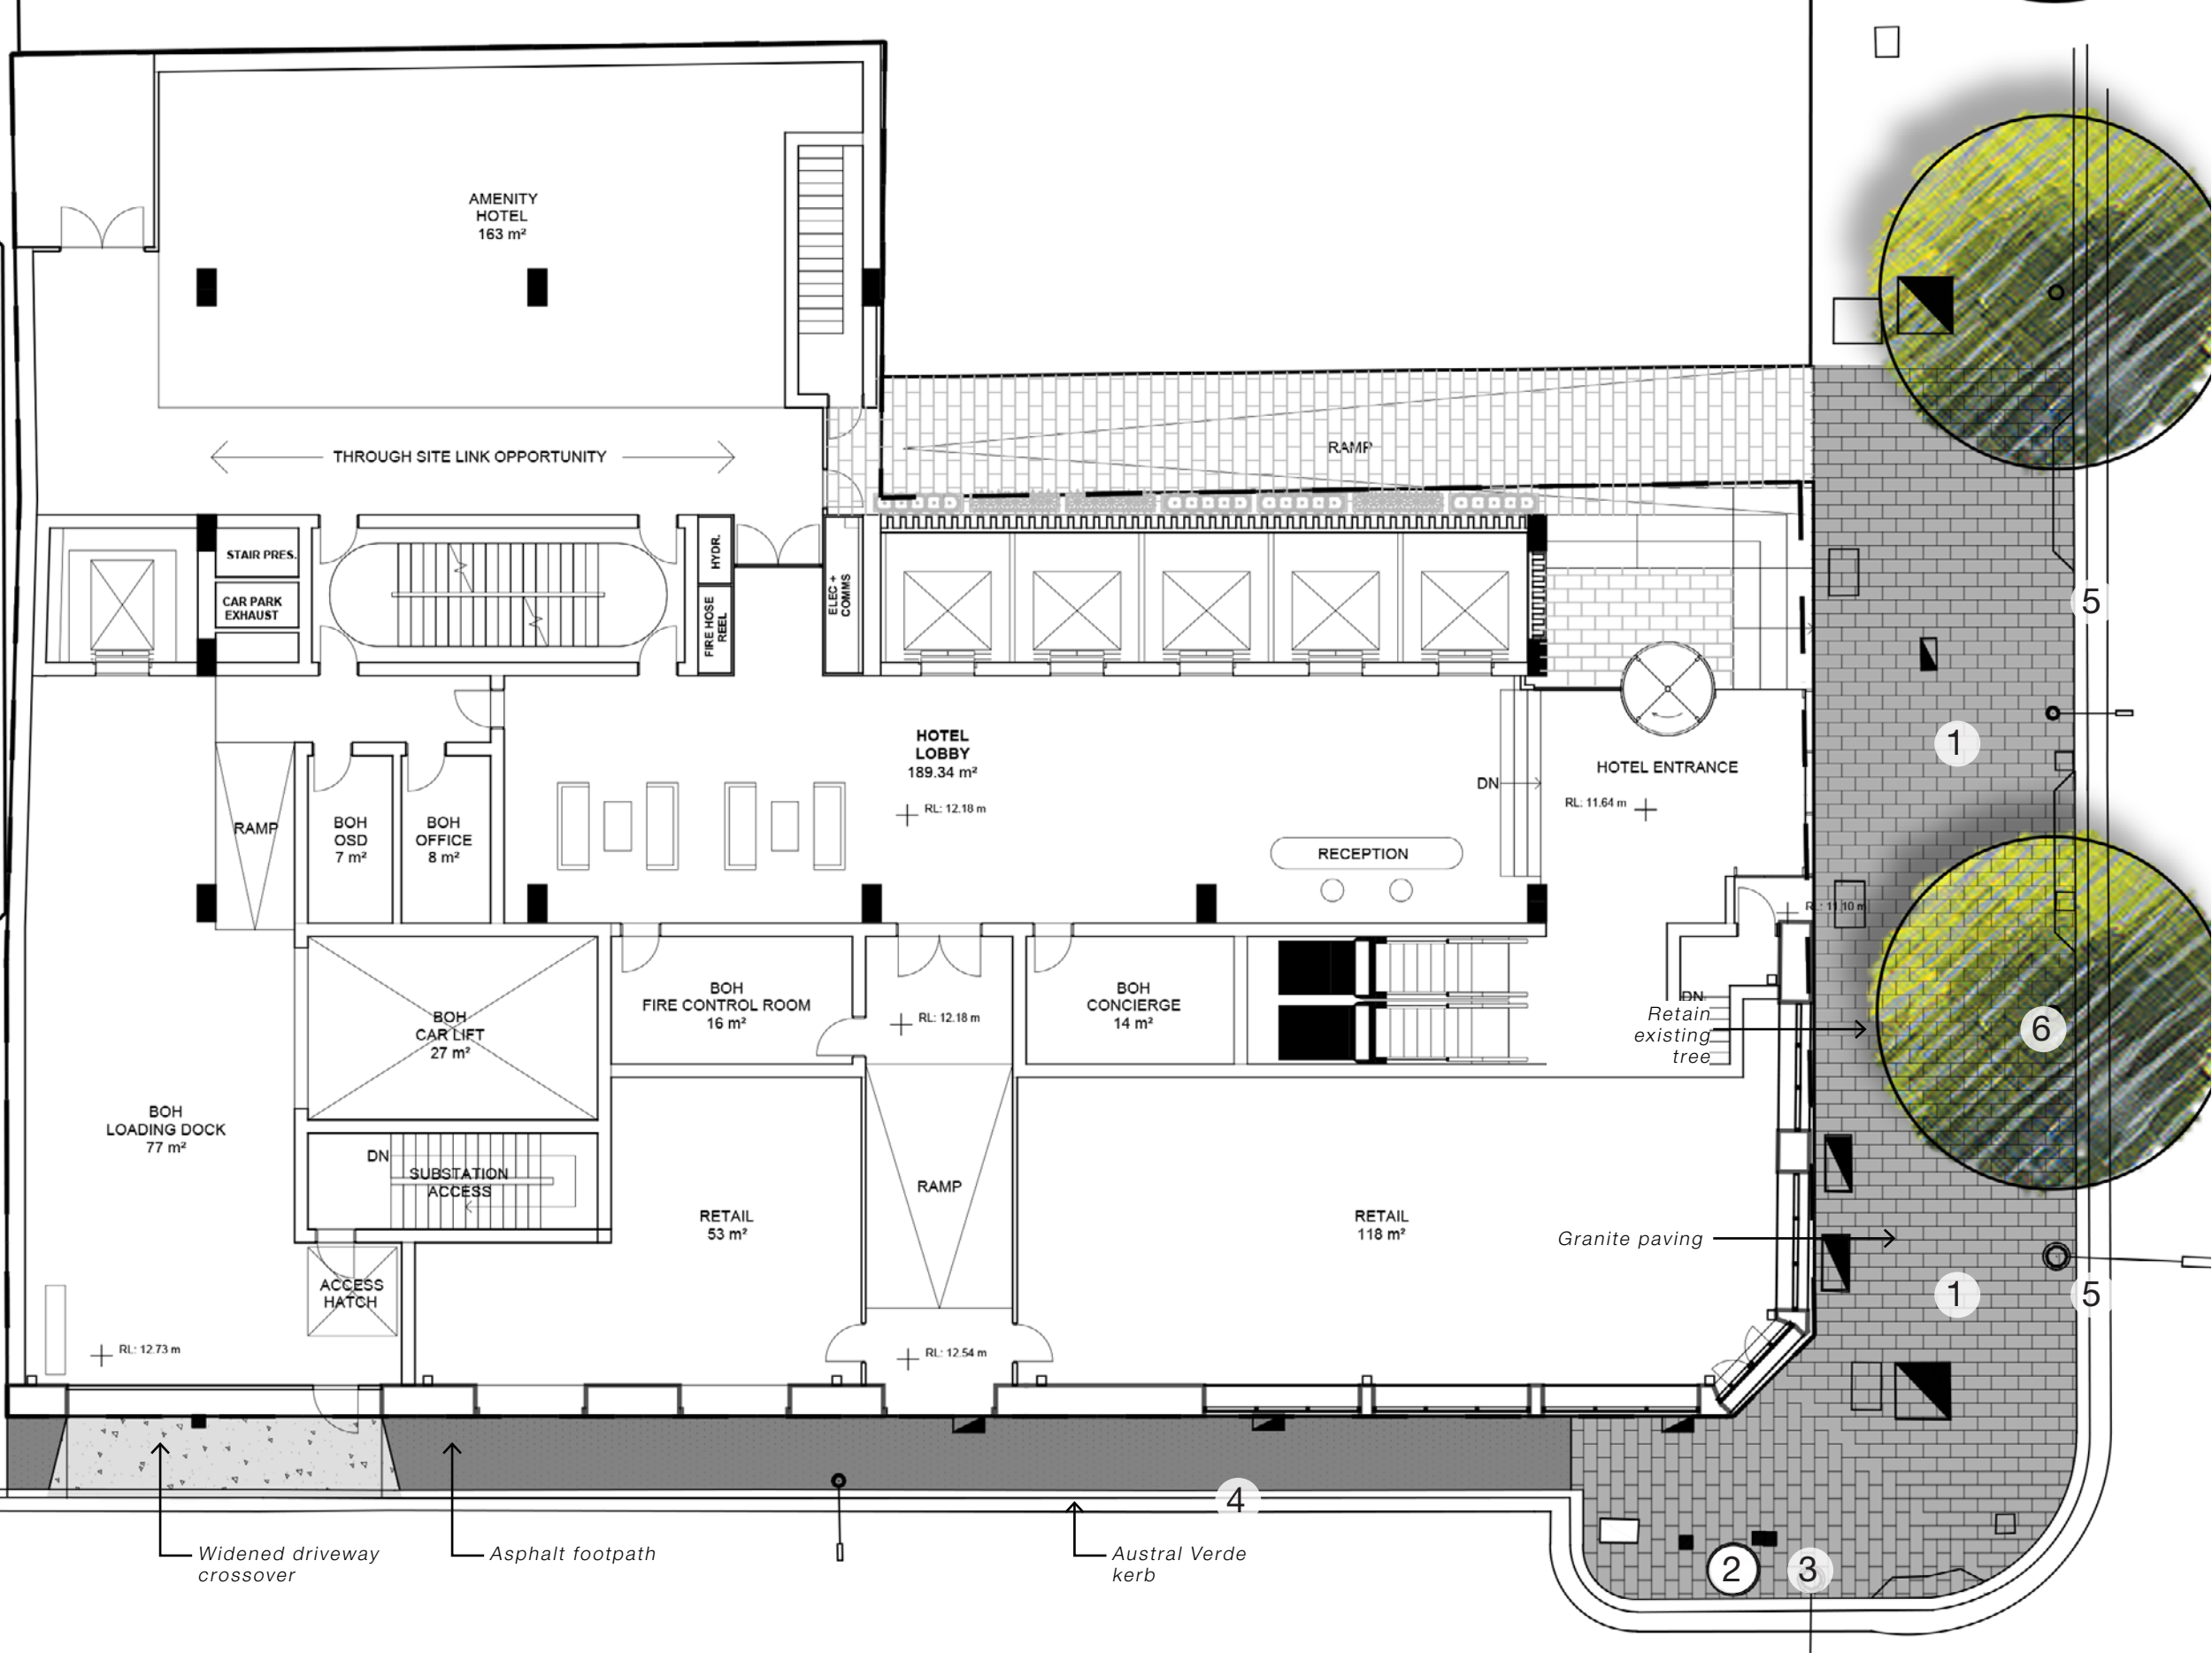 AMENITY
HOTEL
163 m²
THROUGH SITE LINK OPPORTUNITY
RAMP
STAIR PRES.
CAR PARK
EXHAUST
HYDR.
FIRE HOSE
REEL
ELEC +
COMMS
5
HOTEL
LOBBY
189.34 m²
RL: 12.18 m
DN
HOTEL ENTRANCE
RL: 11.64 m
1
RAMP
BOH
OSD
7 m²
BOH
OFFICE
8 m²
RECEPTION
RL: 11.10 m
BOH
CAR LIFT
27 m²
BOH
FIRE CONTROL ROOM
16 m²
RL: 12.18 m
BOH
CONCIERGE
14 m²
DN
Retain
existing
tree
6
BOH
LOADING DOCK
77 m²
DN
SUBSTATION
ACCESS
RETAIL
53 m²
RAMP
RETAIL
118 m²
Granite paving
1
5
ACCESS
HATCH
RL: 12.73 m
RL: 12.54 m
4
Widened driveway
crossover
Asphalt footpath
Austral Verde
kerb
2
3